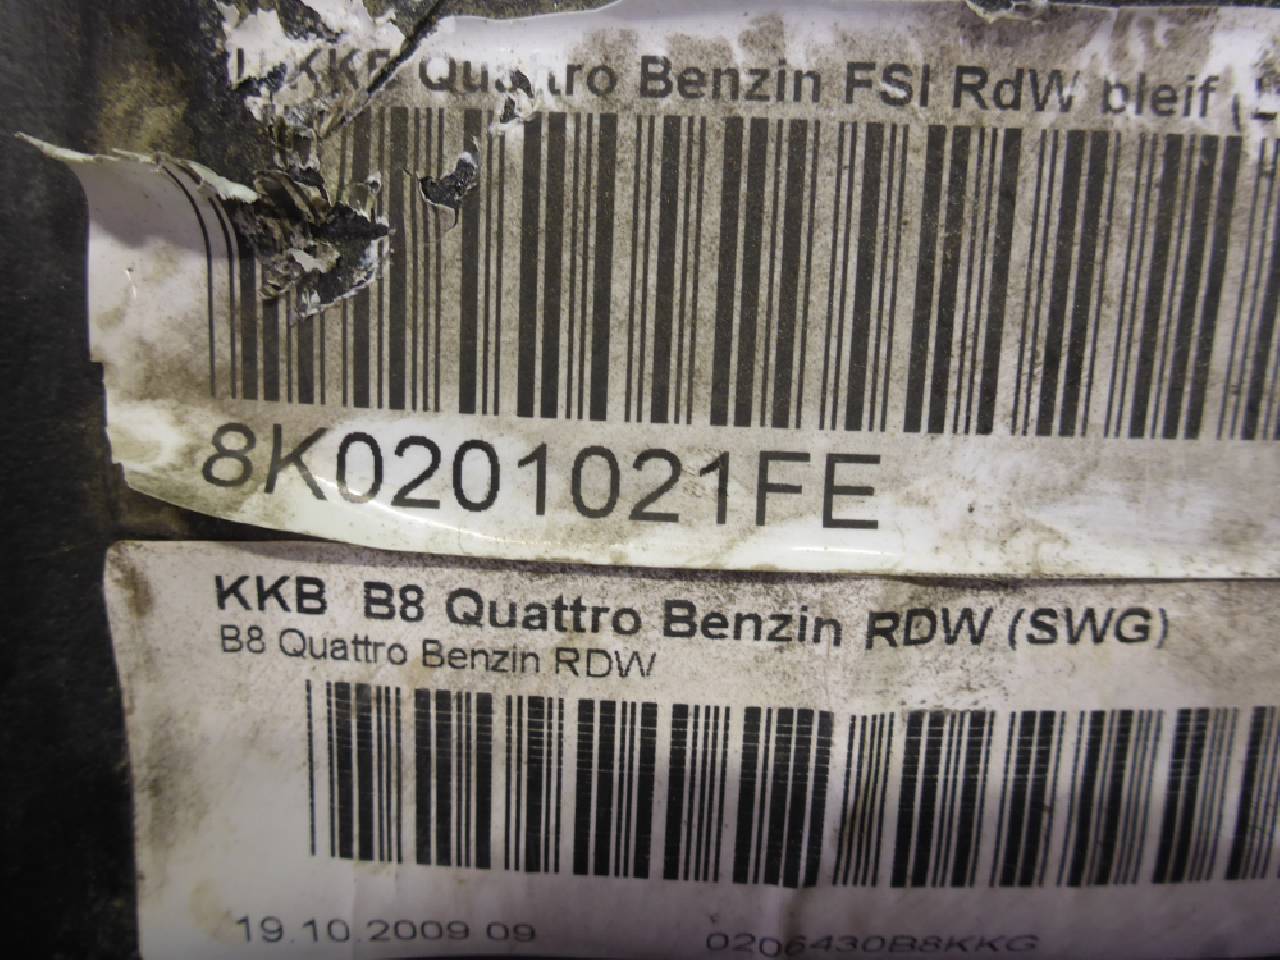 KKB Quattro Benzin FSI RdW bleif
8K0201021FE
KKB B8 Quattro Benzin RDW (SWG)
B8 Quattro Benzin RDW
19.10.2009 09
0206430B8KKG